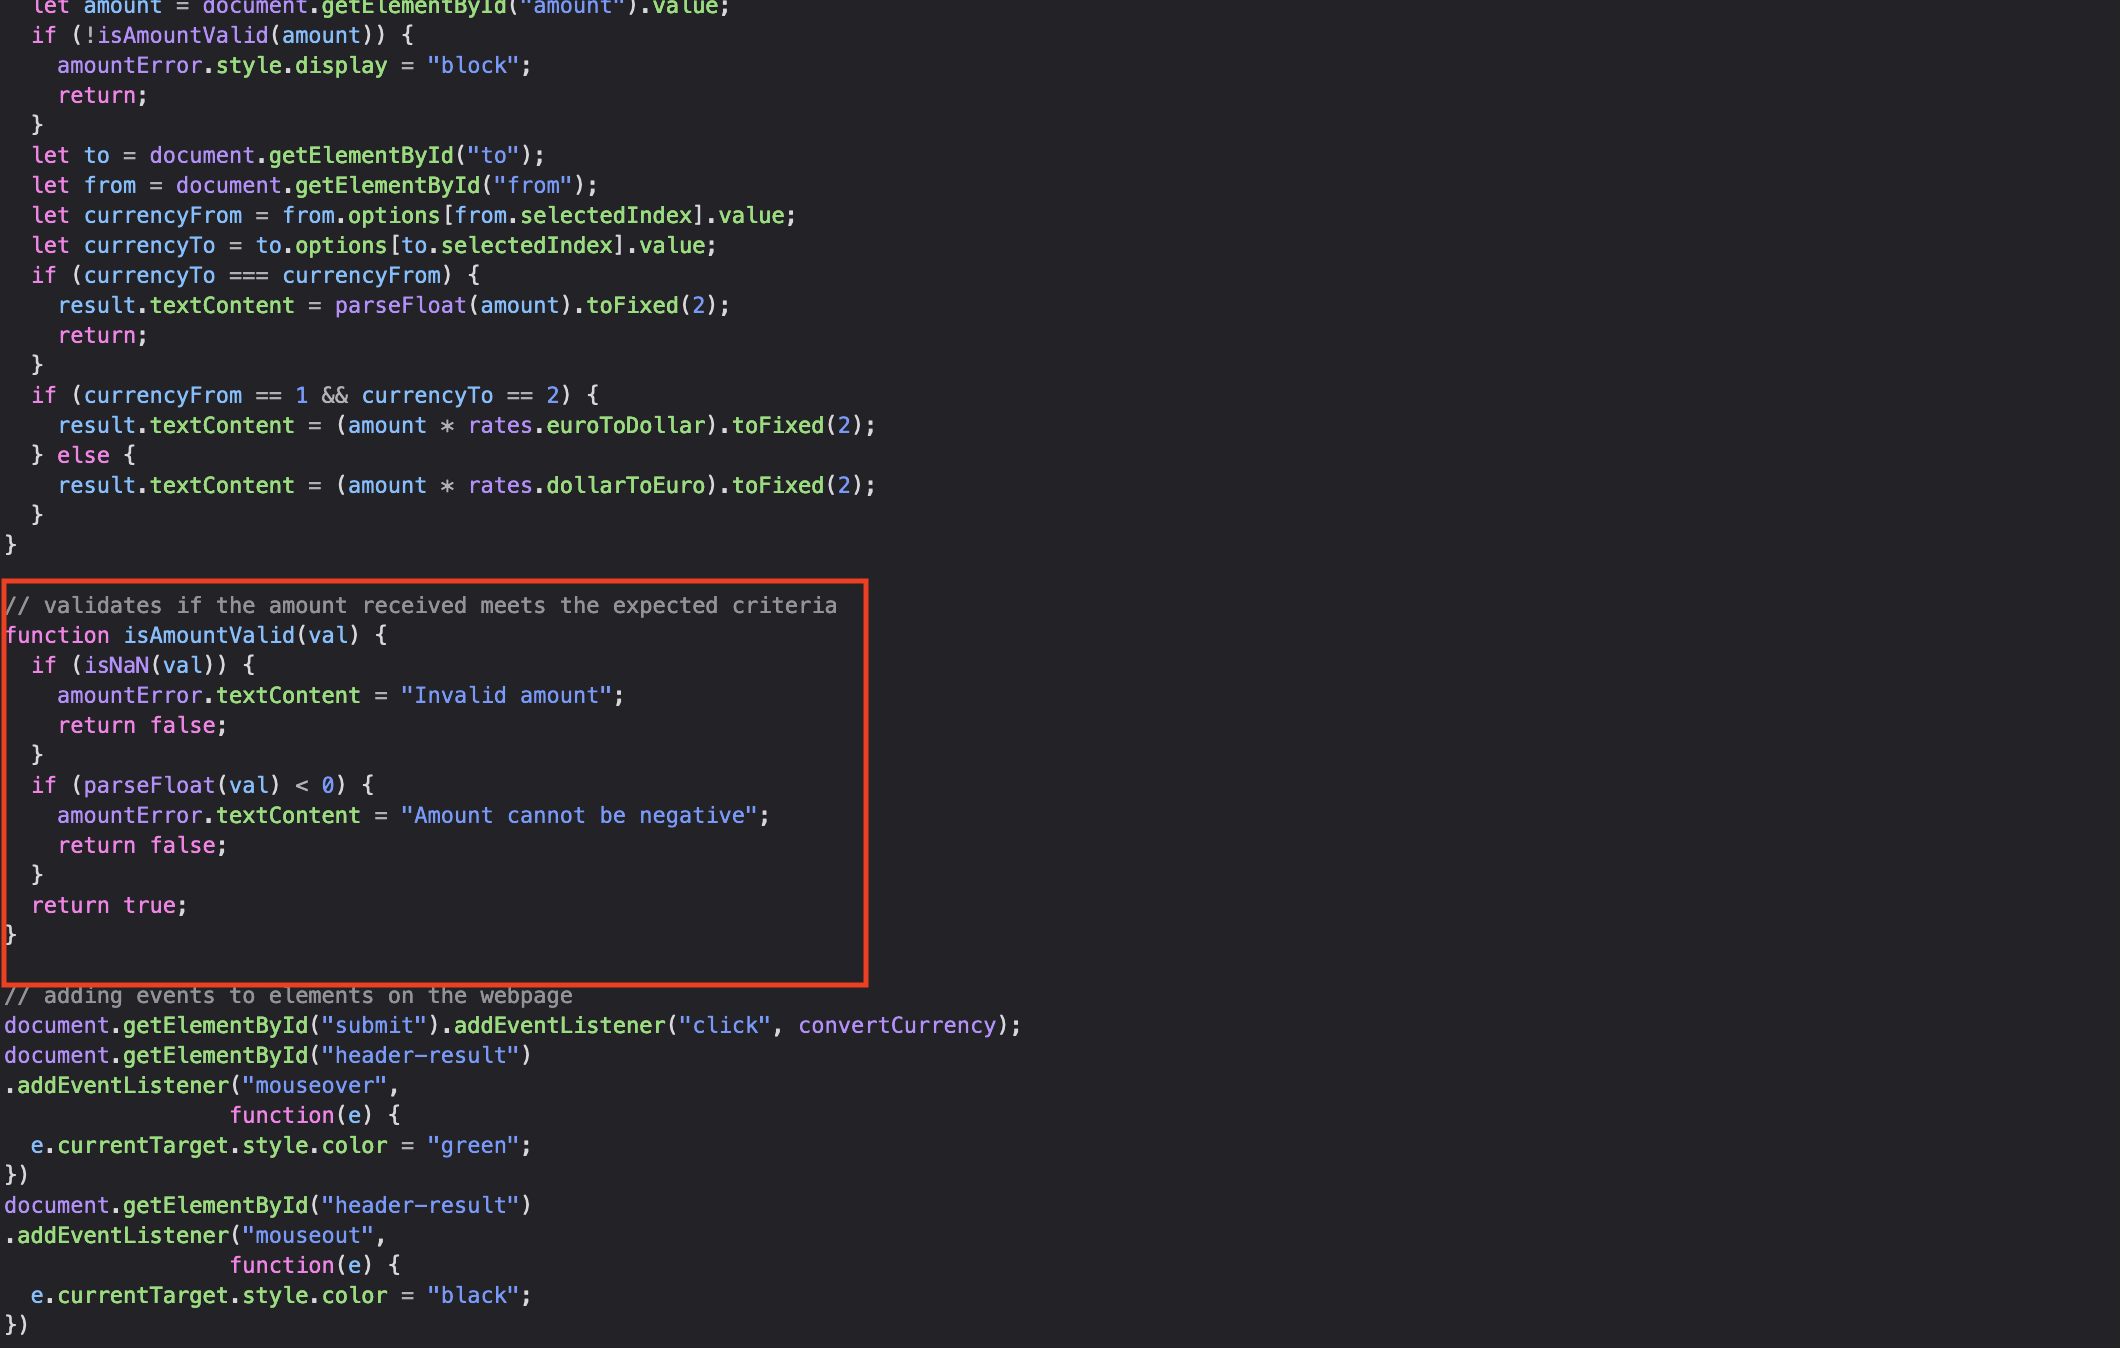 let amount = document.getElementById("amount").value;
if (!isAmountValid(amount)) {
amountError.style.display = "block";
return;
}
let to = document.getElementById("to");
let from = document.getElementById("from");
let currencyFrom = from.options[from.selectedIndex].value;
let currencyTo = to.options[to.selectedIndex].value;
if (currencyTo === currencyFrom) {
result.textContent = parseFloat(amount).toFixed(2);
return;
}
if (currencyFrom == 1 && currencyTo == 2) {
result.textContent = (amount * rates.euroToDollar).toFixed(2);
} else {
result.textContent = (amount * rates.dollarToEuro).toFixed(2);
}
}
// validates if the amount received meets the expected criteria
function isAmountValid(val) {
if (isNaN(val)) {
amountError.textContent = "Invalid amount";
return false;
}
if (parseFloat(val) < 0) {
amountError.textContent = "Amount cannot be negative";
return false;
}
return true;
}
// adding events to elements on the webpage
document.getElementById("submit").addEventListener("click", convertCurrency);
document.getElementById("header-result")
.addEventListener("mouseover",
function(e) {
e.currentTarget.style.color = "green";
})
document.getElementById("header-result")
.addEventListener("mouseout",
function(e) {
e.currentTarget.style.color = "black";
})